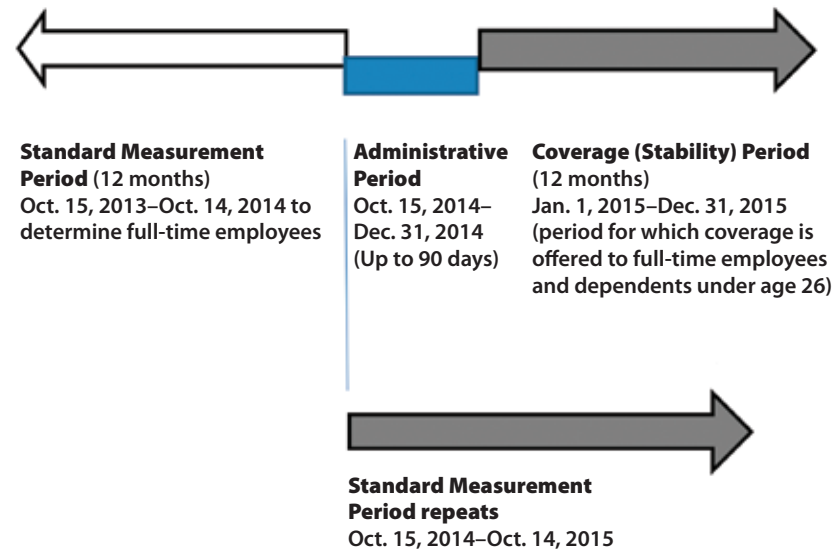 Standard Measurement
Period (12 months)
Oct. 15, 2013–Oct. 14, 2014 to
determine full-time employees
Administrative
Period
Oct. 15, 2014–
Dec. 31, 2014
(Up to 90 days)
Coverage (Stability) Period
(12 months)
Jan. 1, 2015–Dec. 31, 2015
(period for which coverage is
offered to full-time employees
and dependents under age 26)
Standard Measurement
Period repeats
Oct. 15, 2014–Oct. 14, 2015